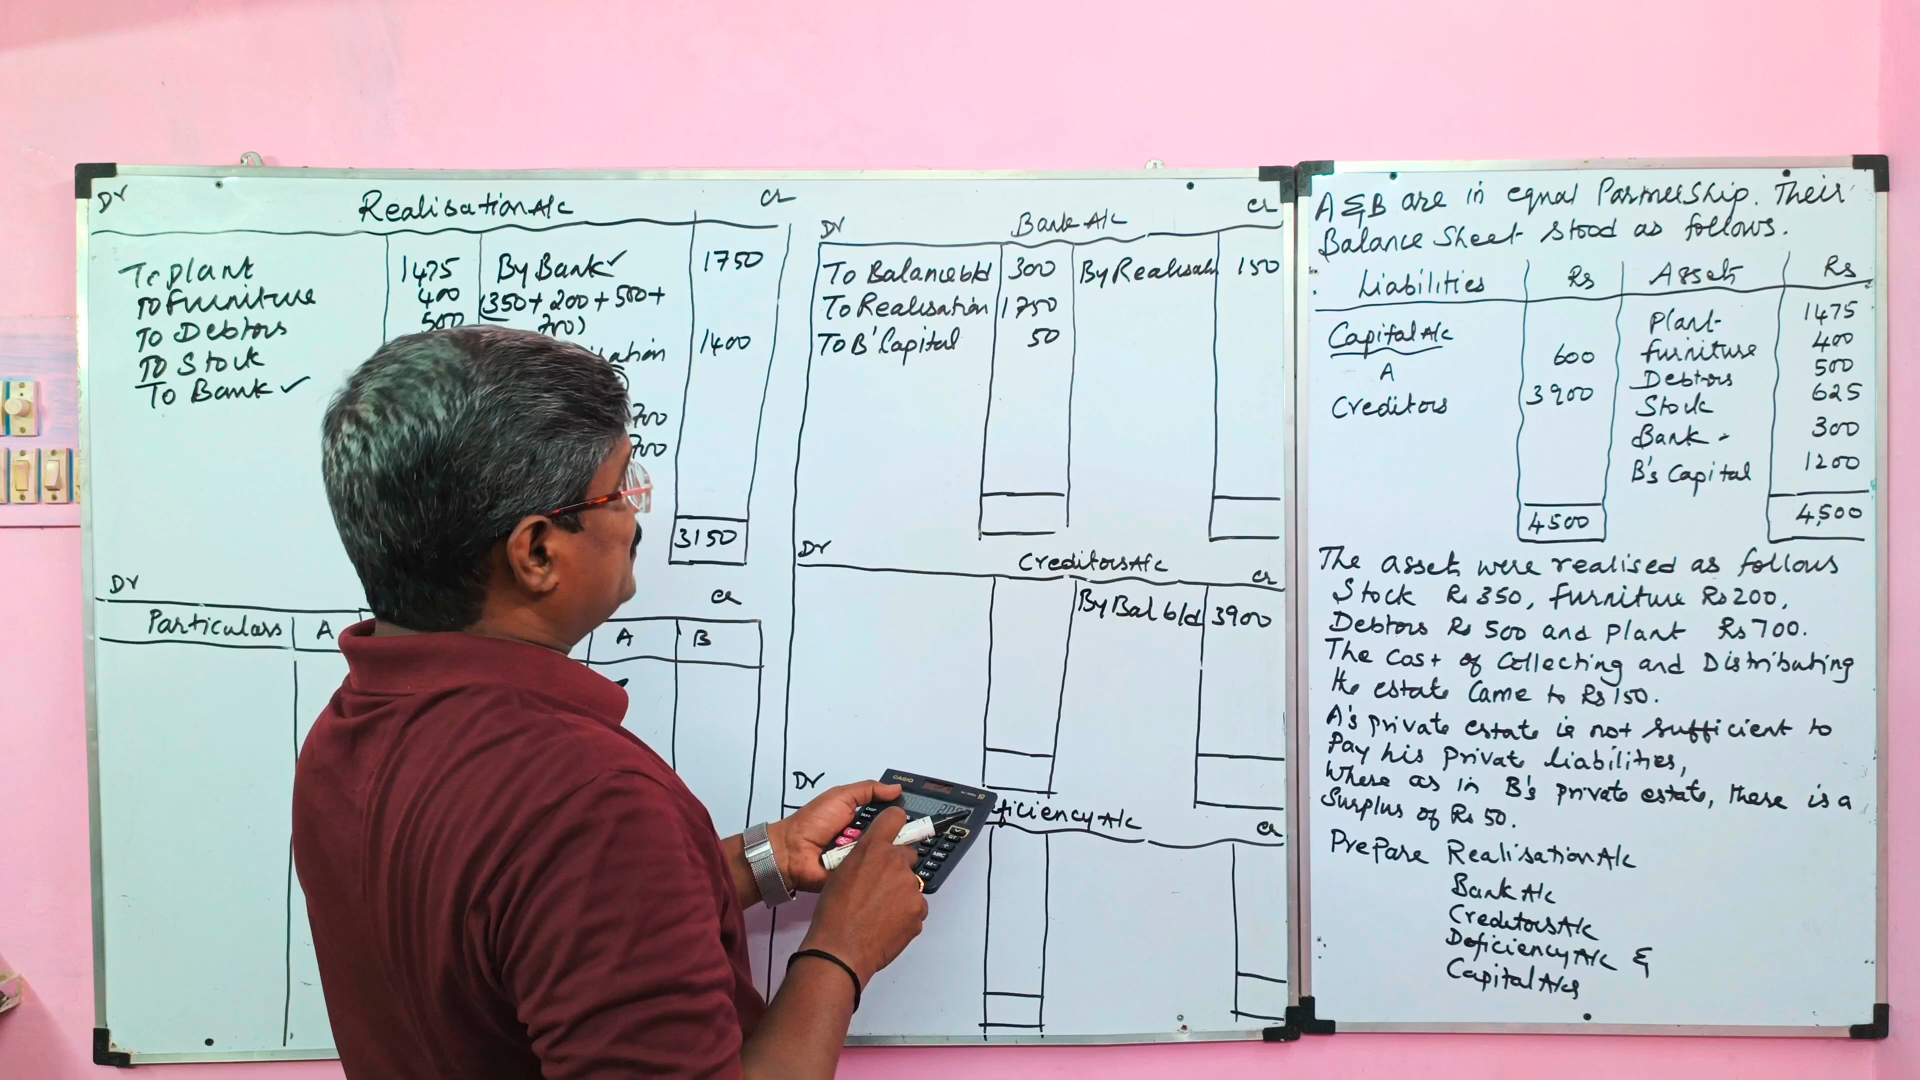 Dr Realisation A/c Cr
To Plant 1475 By Bank ✓ 1750
To Furniture 400 (350+200+500+
To Debtors 500 700)
To Stock 1400
To Bank ✓
700
700
3150
Dr Cr
Particulars A A B
Dr Bank A/c Cr
To Balance b/d 300 By Realisat 150
To Realisation 1750
To B' Capital 50
Dr Creditors A/c Cr
By Bal b/d 3900
Dr ficiency A/c Cr
CASIO
A & B are in equal Partnership. Their
Balance Sheet stood as follows.
Liabilities Rs Assets Rs
Capital A/c Plant 1475
A 600 furniture 400
Creditors 3900 Debtors 500
Stock 625
Bank - 300
B's Capital 1200
4500 4,500
The assets were realised as follows
Stock Rs 350, furniture Rs 200,
Debtors Rs 500 and Plant Rs 700.
The Cost of Collecting and Distributing
the estate Came to Rs 150.
A's private estate is not sufficient to
Pay his Private liabilities,
Where as in B's private estate, there is a
Surplus of Rs 50.
Prepare Realisation A/c
Bank A/c
Creditors A/c
Deficiency A/c &
Capital A/cs